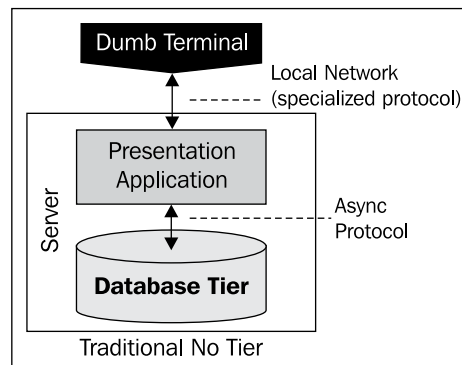 Dumb Terminal
Local Network
(specialized protocol)
Presentation
Application
Server
Async
Protocol
Database Tier
Traditional No Tier